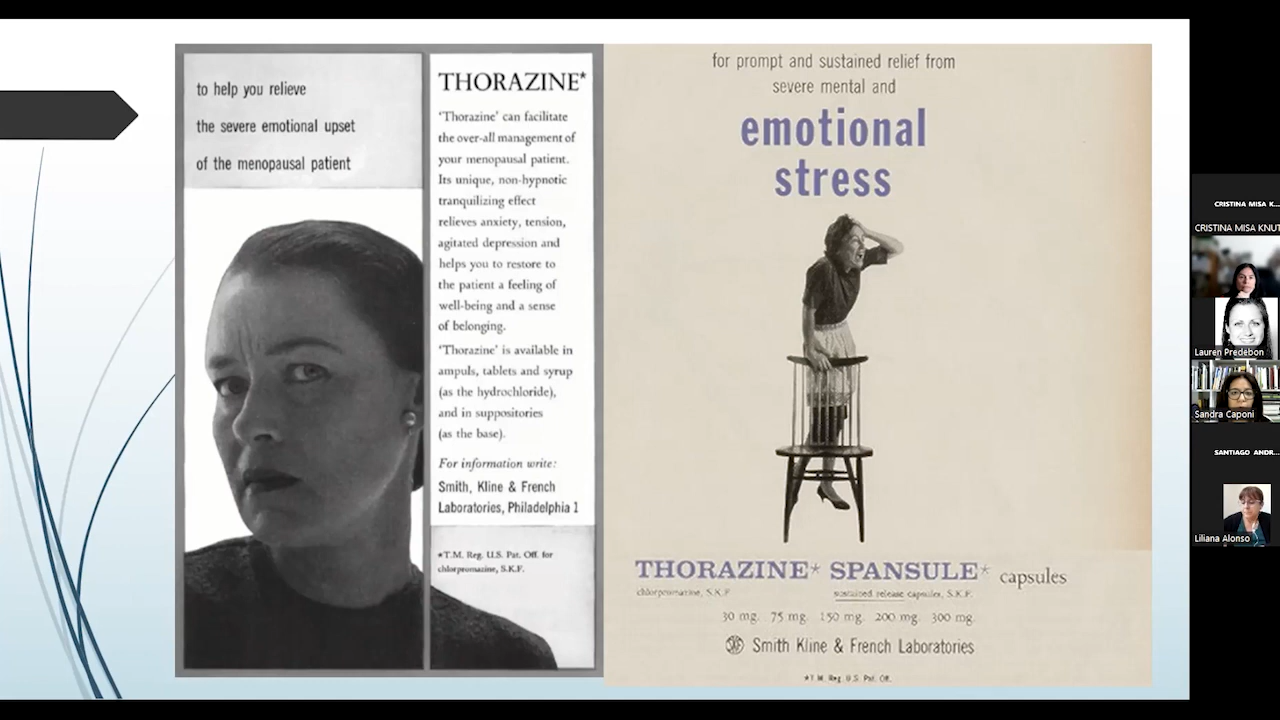 to help you relieve
the severe emotional upset
of the menopausal patient
THORAZINE*
'Thorazine' can facilitate
the over-all management of
your menopausal patient.
Its unique, non-hypnotic
tranquilizing effect
relieves anxiety, tension,
agitated depression and
helps you to restore to
the patient a feeling of
well-being and a sense
of belonging.
'Thorazine' is available in
ampuls, tablets and syrup
(as the hydrochloride),
and in suppositories
(as the base).
For information write:
Smith, Kline & French
Laboratories, Philadelphia 1
*T.M. Reg. U.S. Pat. Off. for
chlorpromazine, S.K.F.
for prompt and sustained relief from
severe mental and
emotional
stress
THORAZINE* SPANSULE* capsules
chlorpromazine, S.K.F. sustained release capsules, S.K.F.
30 mg. 75 mg. 150 mg. 200 mg. 300 mg.
SKF Smith Kline & French Laboratories
*T.M. Reg. U.S. Pat. Off.
CRISTINA MISA K...
CRISTINA MISA KNUT
Lauren Predebon
Sandra Caponi
SANTIAGO ANDR...
Liliana Alonso